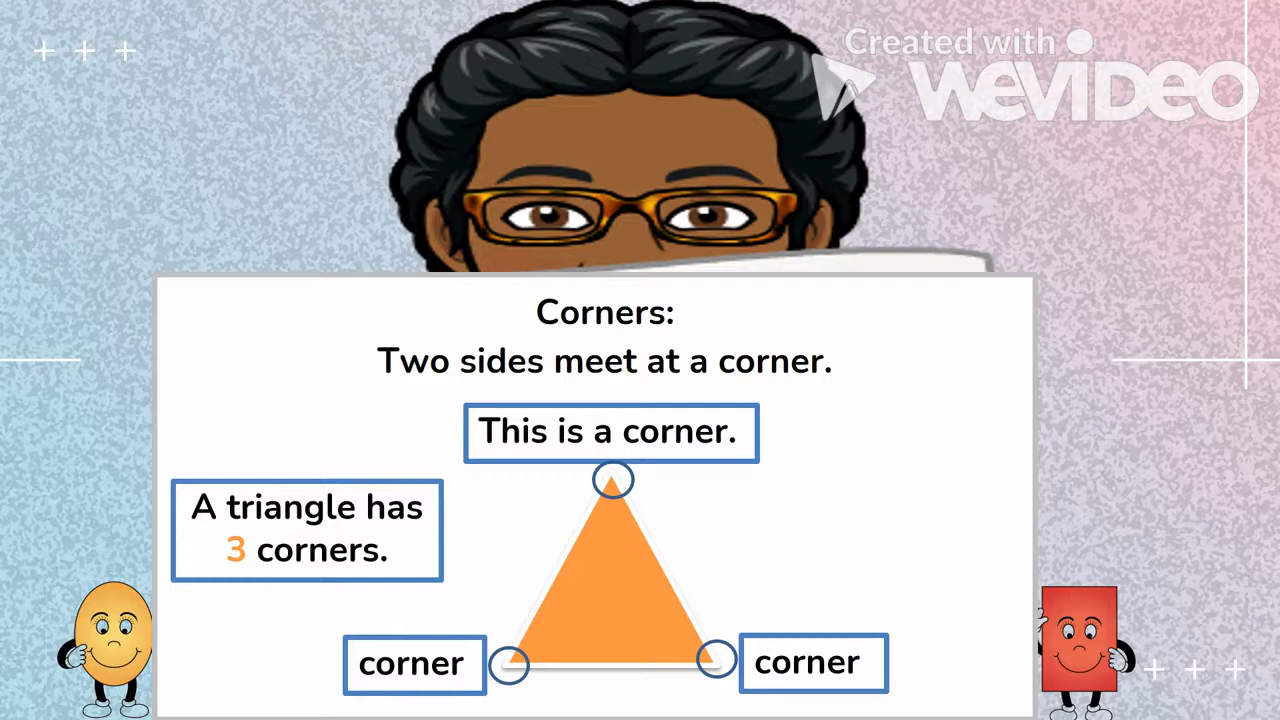 Created with
WEVIDEO
Corners:
Two sides meet at a corner.
This is a corner.
A triangle has
3 corners.
corner
corner